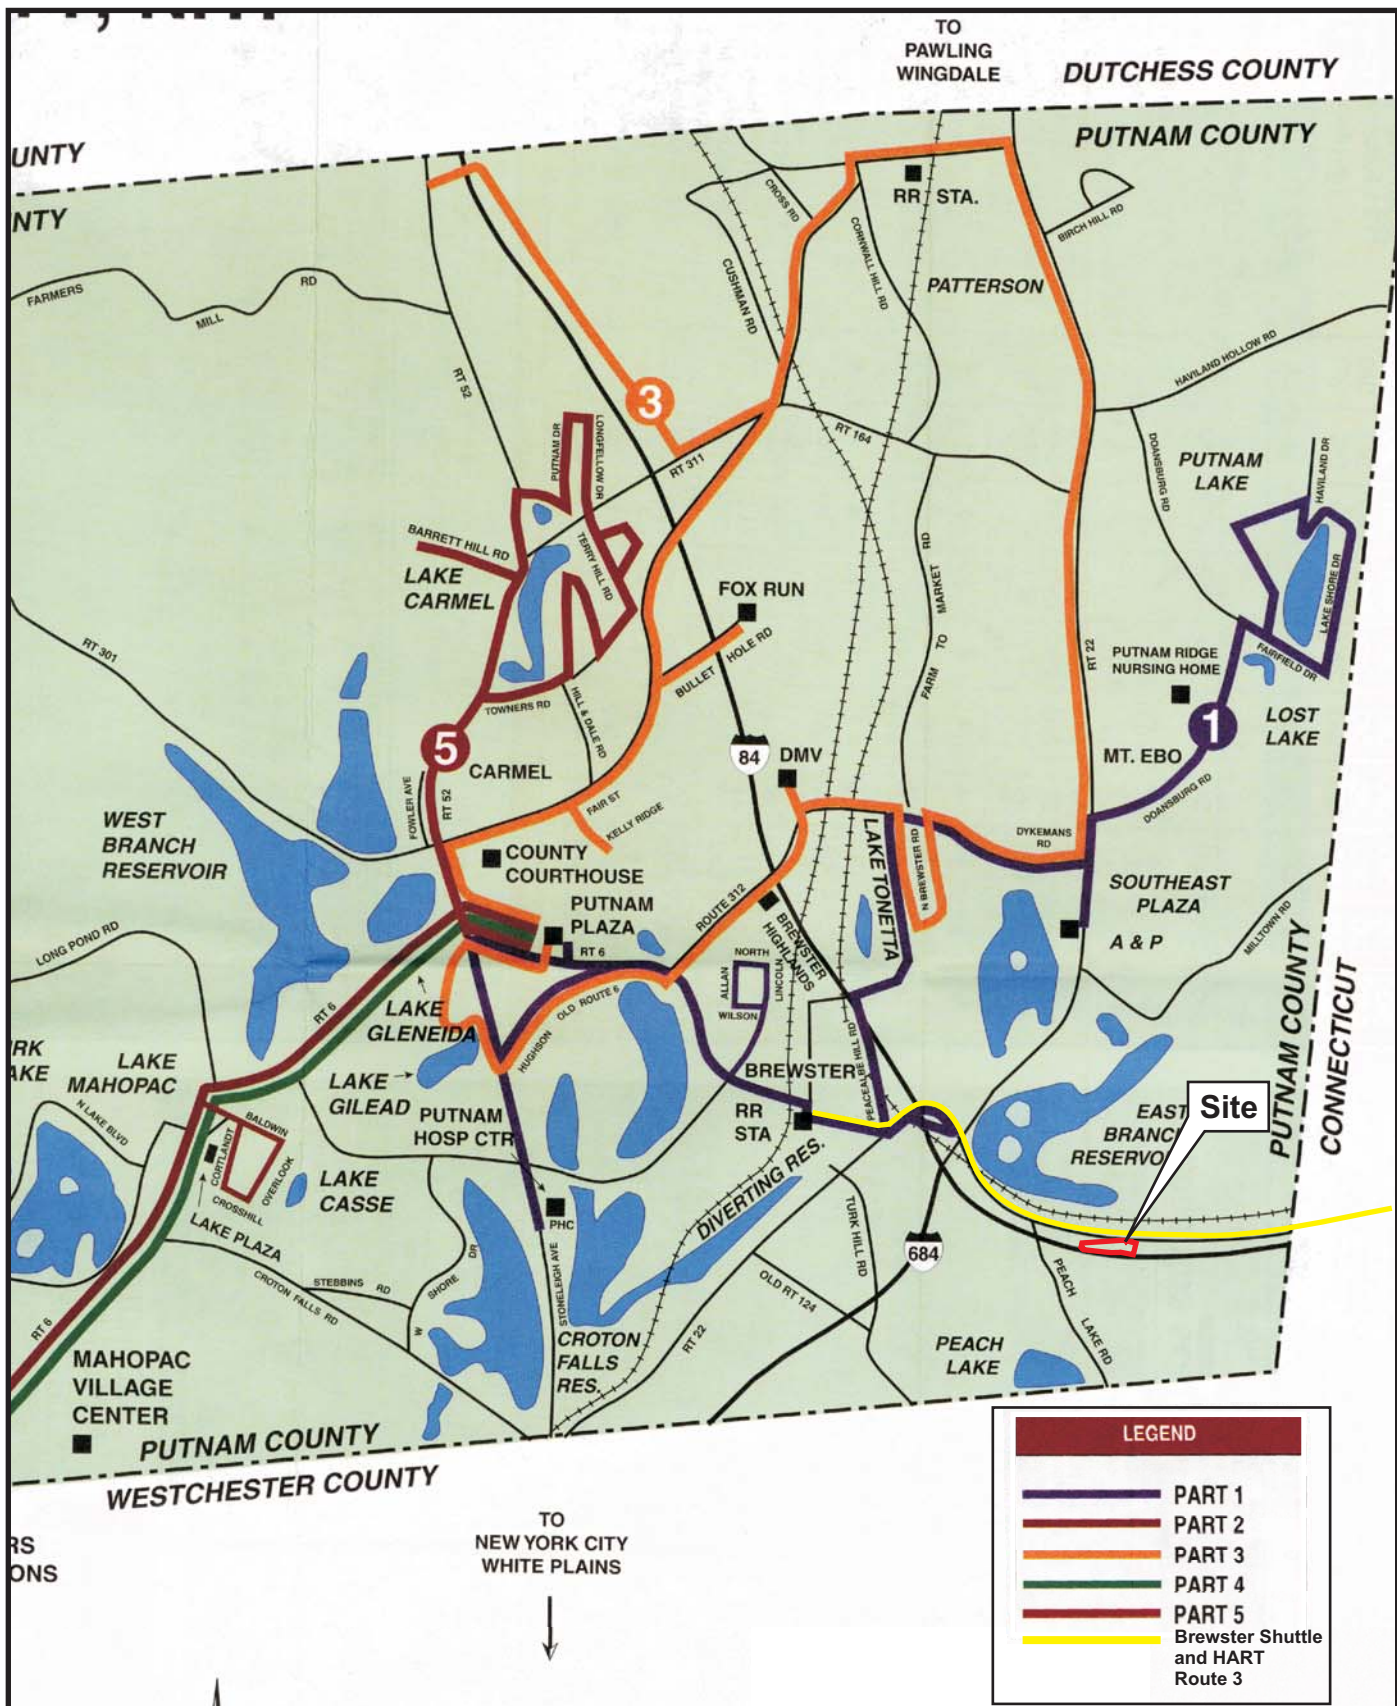 TO
PAWLING
WINGDALE
DUTCHESS COUNTY
PUTNAM COUNTY
UNTY
NTY
RR STA.
BIRCH HILL RD
CROSS RD
CORNWALL HILL RD
CUSHMAN RD
PATTERSON
FARMERS
MILL
RD
RT 52
HAVILAND HOLLOW RD
3
RT 311
RT 164
PUTNAM DR
LONGFELLOW DR
TERRY HILL RD
BARRETT HILL RD
LAKE
CARMEL
DOANSBURG RD
PUTNAM
LAKE
HAVILAND DR
LAKE SHORE DR
FAIRFIELD DR
FOX RUN
BULLET HOLE RD
FARM TO MARKET RD
RT 22
PUTNAM RIDGE
NURSING HOME
1
LOST
LAKE
RT 301
TOWNERS RD
HILL & DALE RD
5
CARMEL
84
DMV
MT. EBO
DOANSBURG RD
FOWLER AVE
RT 52
FAIR ST
KELLY RIDGE
WEST
BRANCH
RESERVOIR
COUNTY
COURTHOUSE
LAKE TONETTA
N BREWSTER RD
DYKEMANS
RD
PUTNAM
PLAZA
RT 6
ROUTE 312
BREWSTER
HIGHLANDS
SOUTHEAST
PLAZA
A & P
MILLTOWN RD
LONG POND RD
NORTH
ALLAN
LINCOLN
WILSON
RT 6
LAKE
GLENEIDA
HUGHSON
OLD ROUTE 6
PUTNAM COUNTY
CONNECTICUT
RK
AKE
LAKE
MAHOPAC
LAKE
GILEAD
PUTNAM
HOSP CTR
BREWSTER
PEACEALBE HILL RD
RR
STA
EAST
BRANCH
RESERVO
Site
N LAKE BLVD
BALDWIN
CORTLANDT
OVERLOOK
CROSSHILL
LAKE
CASSE
LAKE PLAZA
DIVERTING RES.
PHC
TURK HILL RD
684
STEBBINS RD
CROTON FALLS RD
W SHORE DR
STONELEIGH AVE
OLD RT 124
PEACH
LAKE RD
RT 6
CROTON
FALLS
RES.
RT 22
PEACH
LAKE
MAHOPAC
VILLAGE
CENTER
PUTNAM COUNTY
WESTCHESTER COUNTY
TO
NEW YORK CITY
WHITE PLAINS
RS
ONS
LEGEND
PART 1
PART 2
PART 3
PART 4
PART 5
Brewster Shuttle
and HART
Route 3